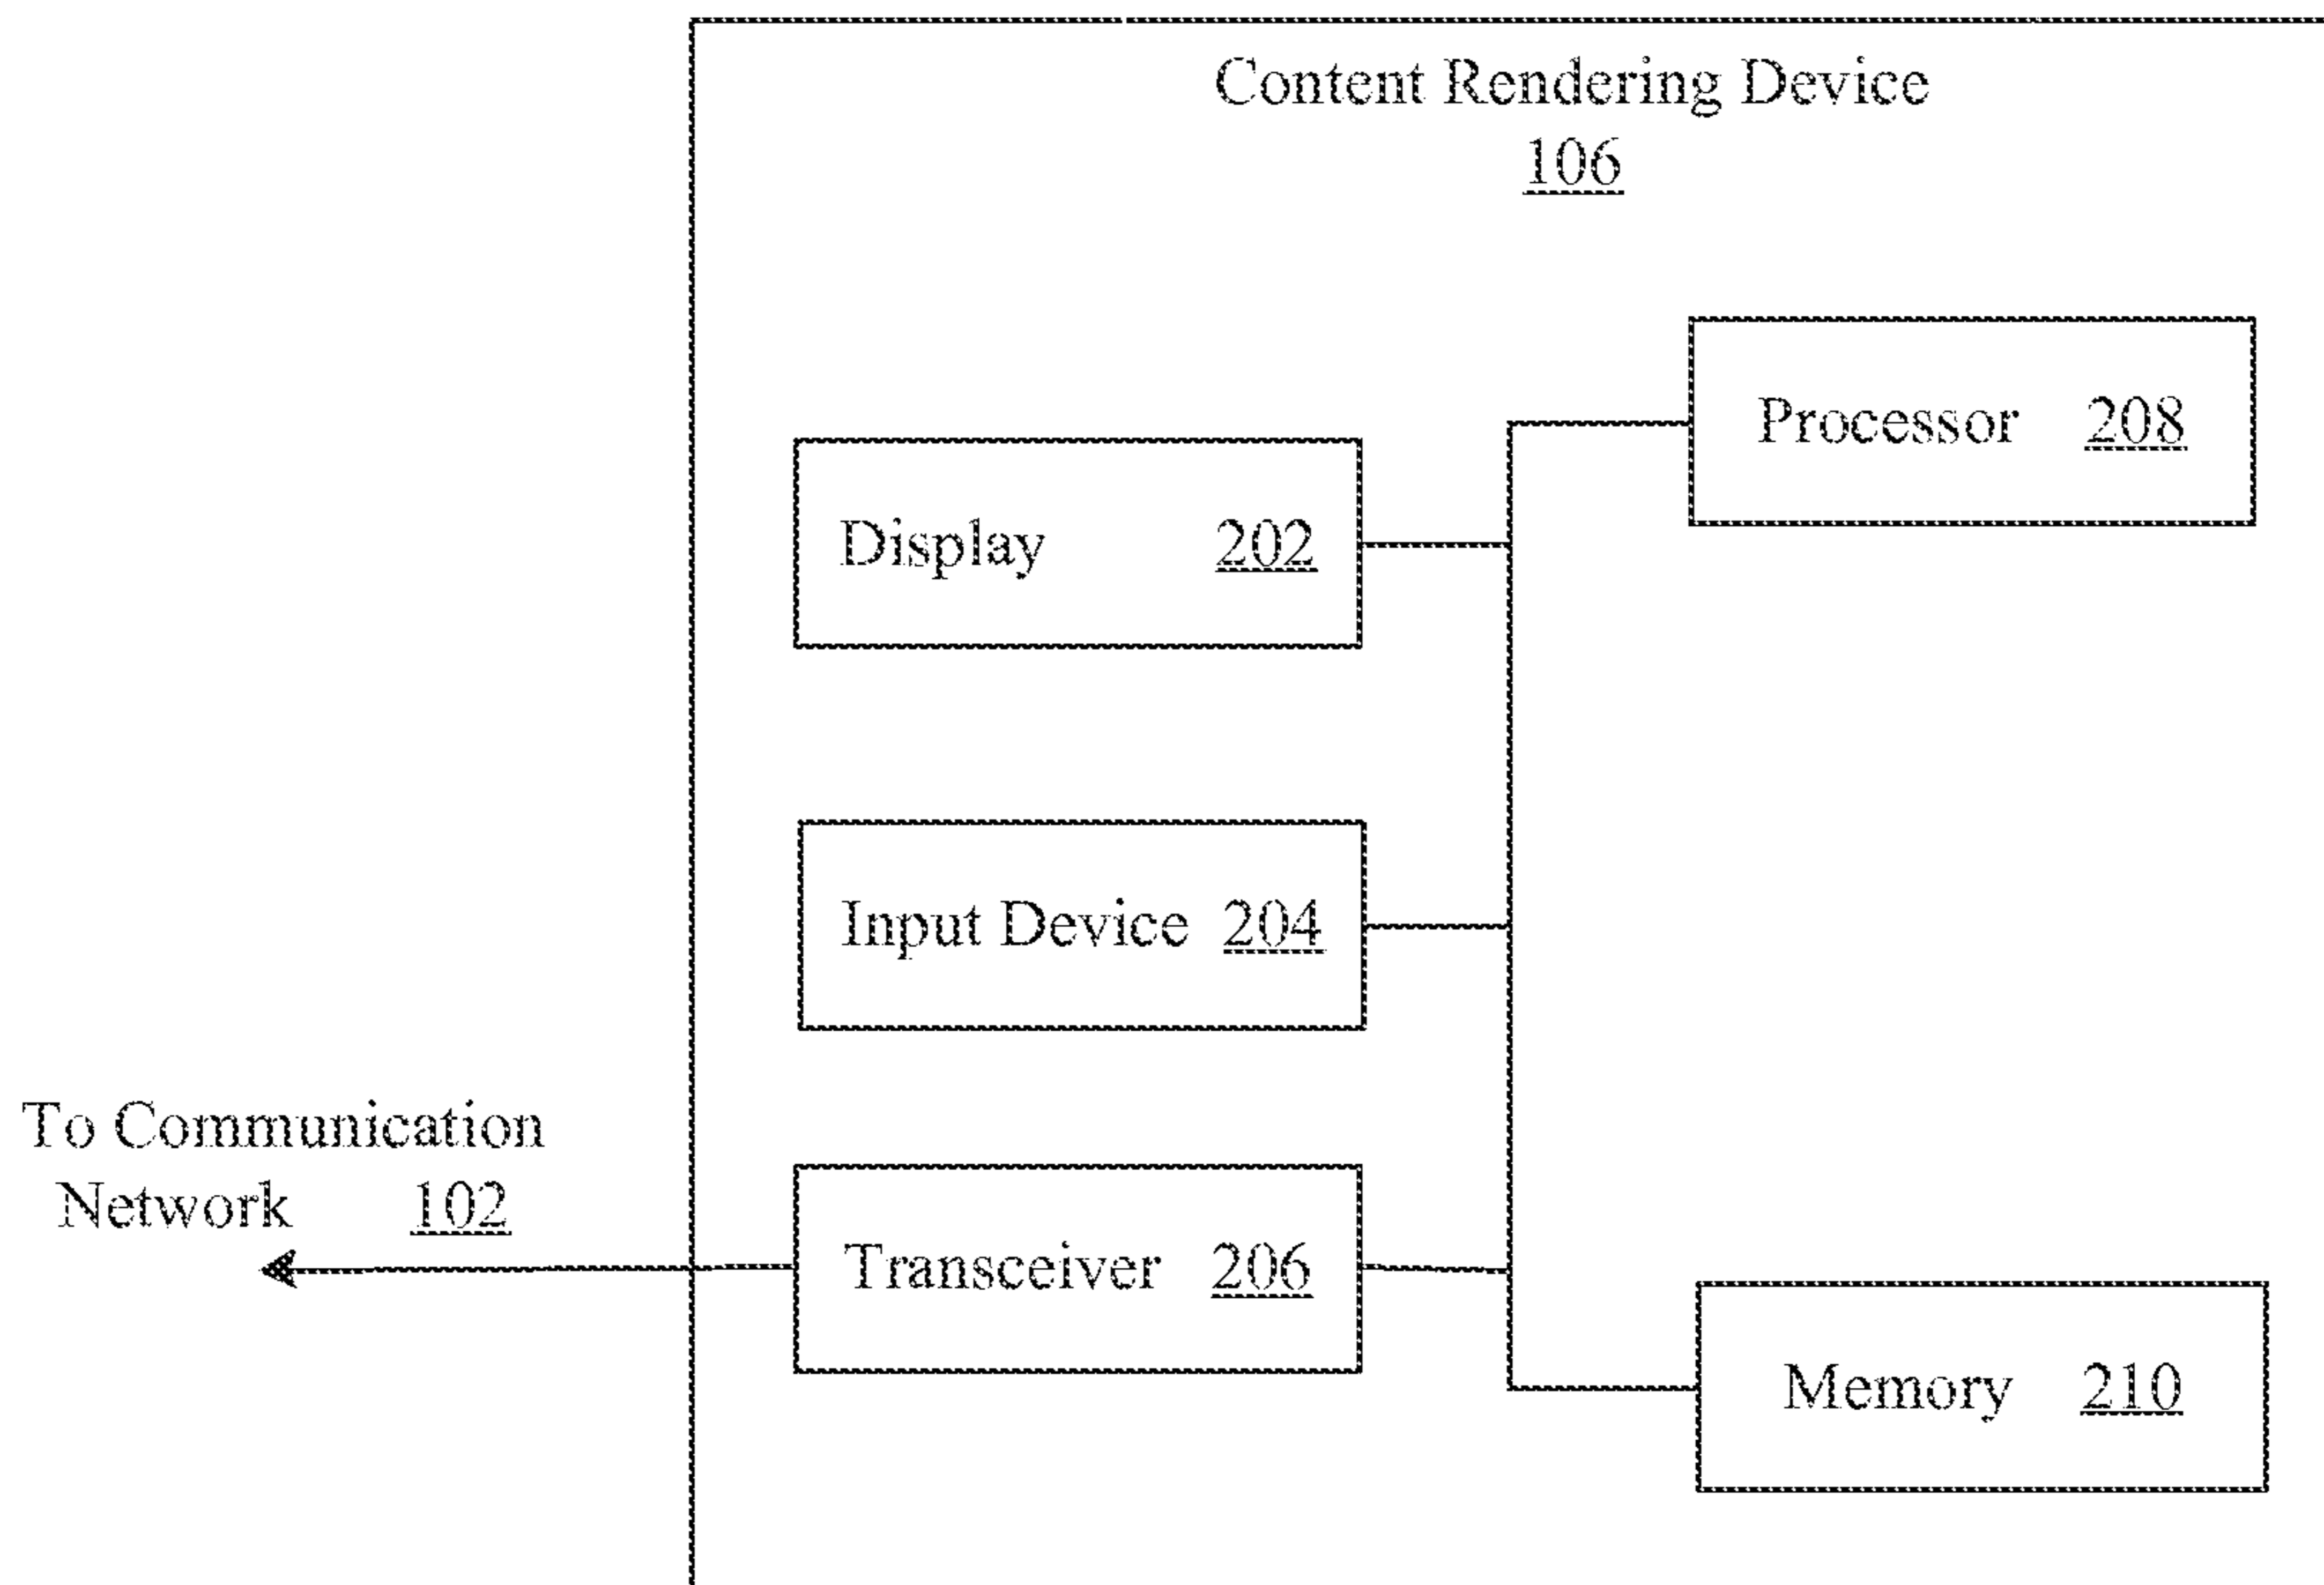 Content Rendering Device
106
Processor 208
Display 202
Input Device 204
To Communication
Network 102
Transceiver 206
Memory 210